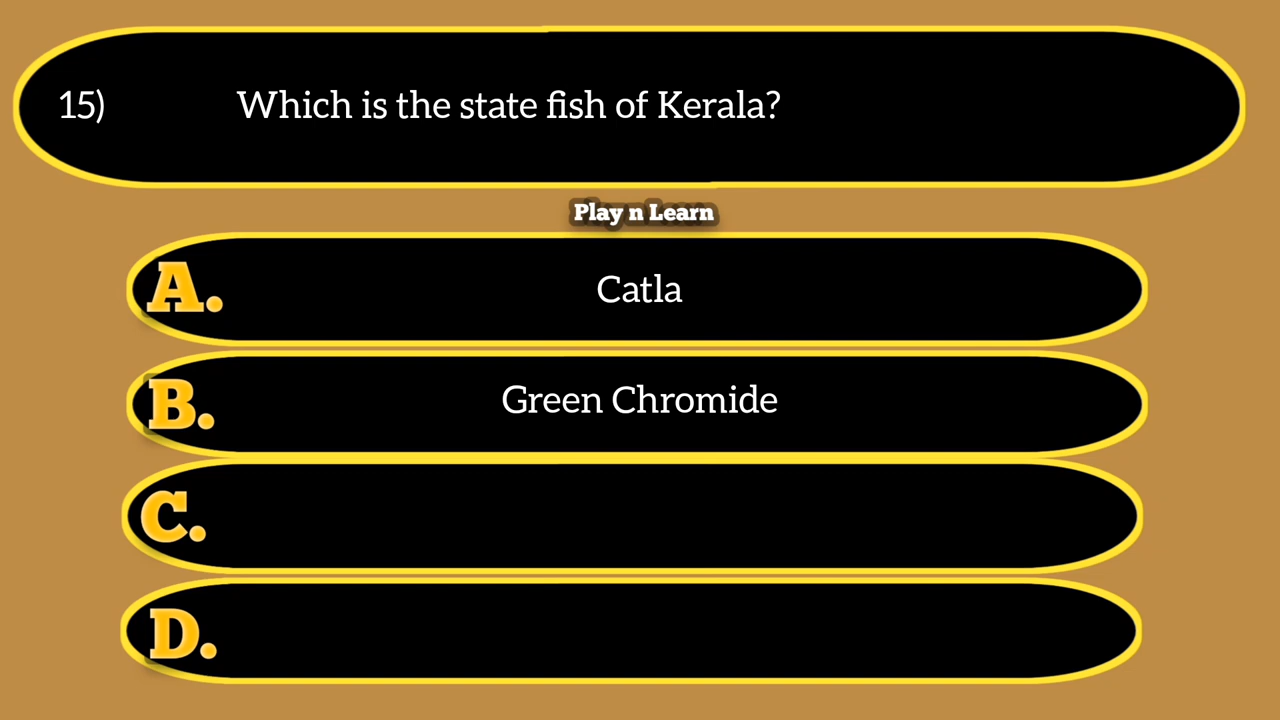 15) Which is the state fish of Kerala?
Play n Learn
A. Catla
B. Green Chromide
C.
D.